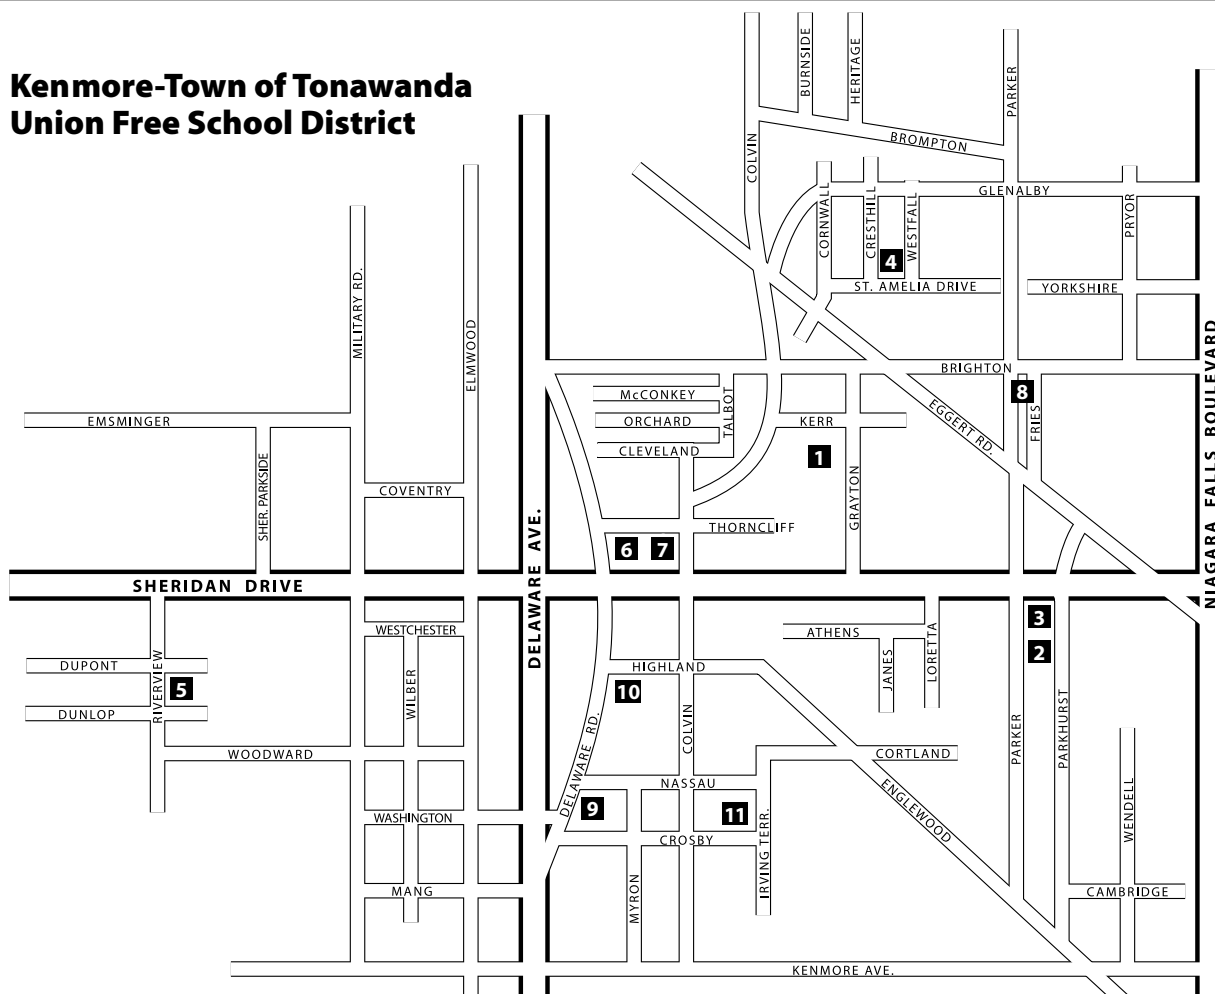 Kenmore-Town of Tonawanda
Union Free School District
BURNSIDE
HERITAGE
PARKER
COLVIN
BROMPTON
GLENALBY
CORNWALL
CRESTHILL
WESTFALL
PRYOR
4
ST. AMELIA DRIVE
YORKSHIRE
MILITARY RD.
ELMWOOD
NIAGARA FALLS BOULEVARD
BRIGHTON
8
McCONKEY
TALBOT
EMSMINGER
ORCHARD
KERR
EGGERT RD.
FRIES
CLEVELAND
1
SHER. PARKSIDE
COVENTRY
GRAYTON
DELAWARE AVE.
THORNCLIFF
6
7
SHERIDAN DRIVE
3
WESTCHESTER
ATHENS
LORETTA
2
DUPONT
HIGHLAND
JANES
5
RIVERVIEW
WILBER
10
DUNLOP
COLVIN
PARKER
PARKHURST
WOODWARD
DELAWARE RD.
CORTLAND
NASSAU
ENGLEWOOD
WENDELL
9
11
WASHINGTON
CROSBY
IRVING TERR.
MANG
MYRON
CAMBRIDGE
KENMORE AVE.